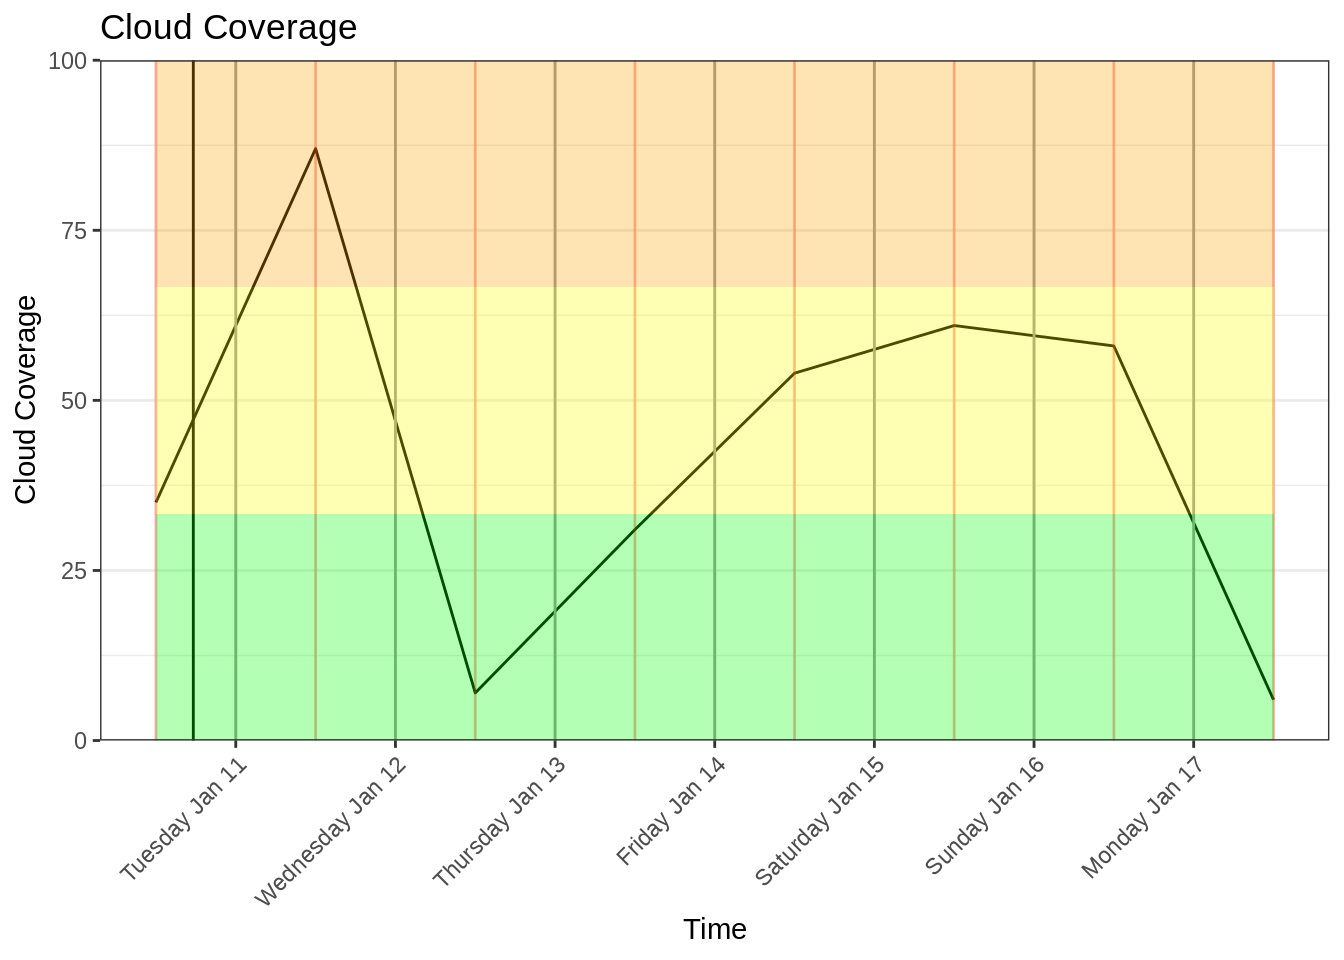 Cloud Coverage
100
75
50
25
0
Cloud Coverage
Tuesday Jan 11
Wednesday Jan 12
Thursday Jan 13
Friday Jan 14
Saturday Jan 15
Sunday Jan 16
Monday Jan 17
Time